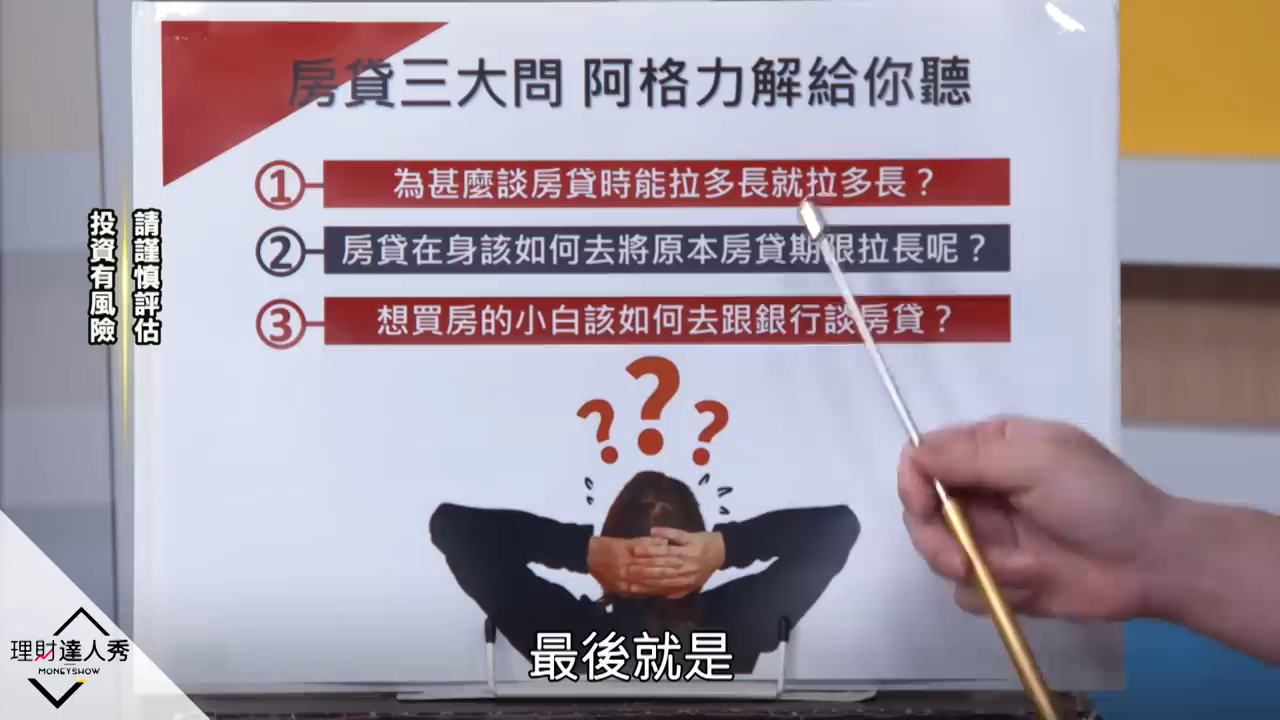 房貸三大問 阿格力解給你聽
① 為甚麼談房貸時能拉多長就拉多長？
② 房貸在身該如何去將原本房貸期限拉長呢？
③ 想買房的小白該如何去跟銀行談房貸？
? ? ?
請謹慎評估
投資有風險
理財達人秀
MONEYSHOW
最後就是